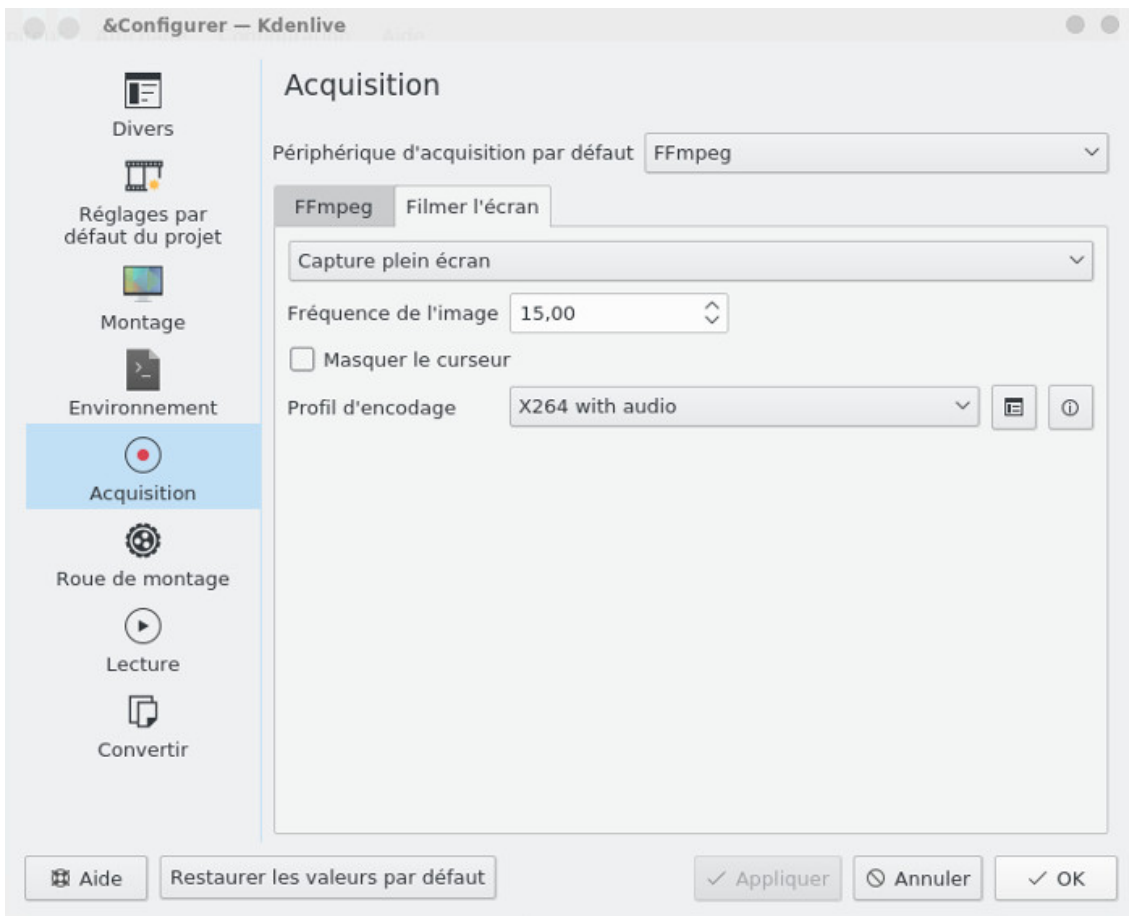 &Configurer — Kdenlive
Divers
Réglages par
défaut du projet
Montage
Environnement
Acquisition
Roue de montage
Lecture
Convertir
Acquisition
Périphérique d'acquisition par défaut FFmpeg
FFmpeg Filmer l'écran
Capture plein écran
Fréquence de l'image 15,00
Masquer le curseur
Profil d'encodage X264 with audio
Aide Restaurer les valeurs par défaut Appliquer Annuler OK